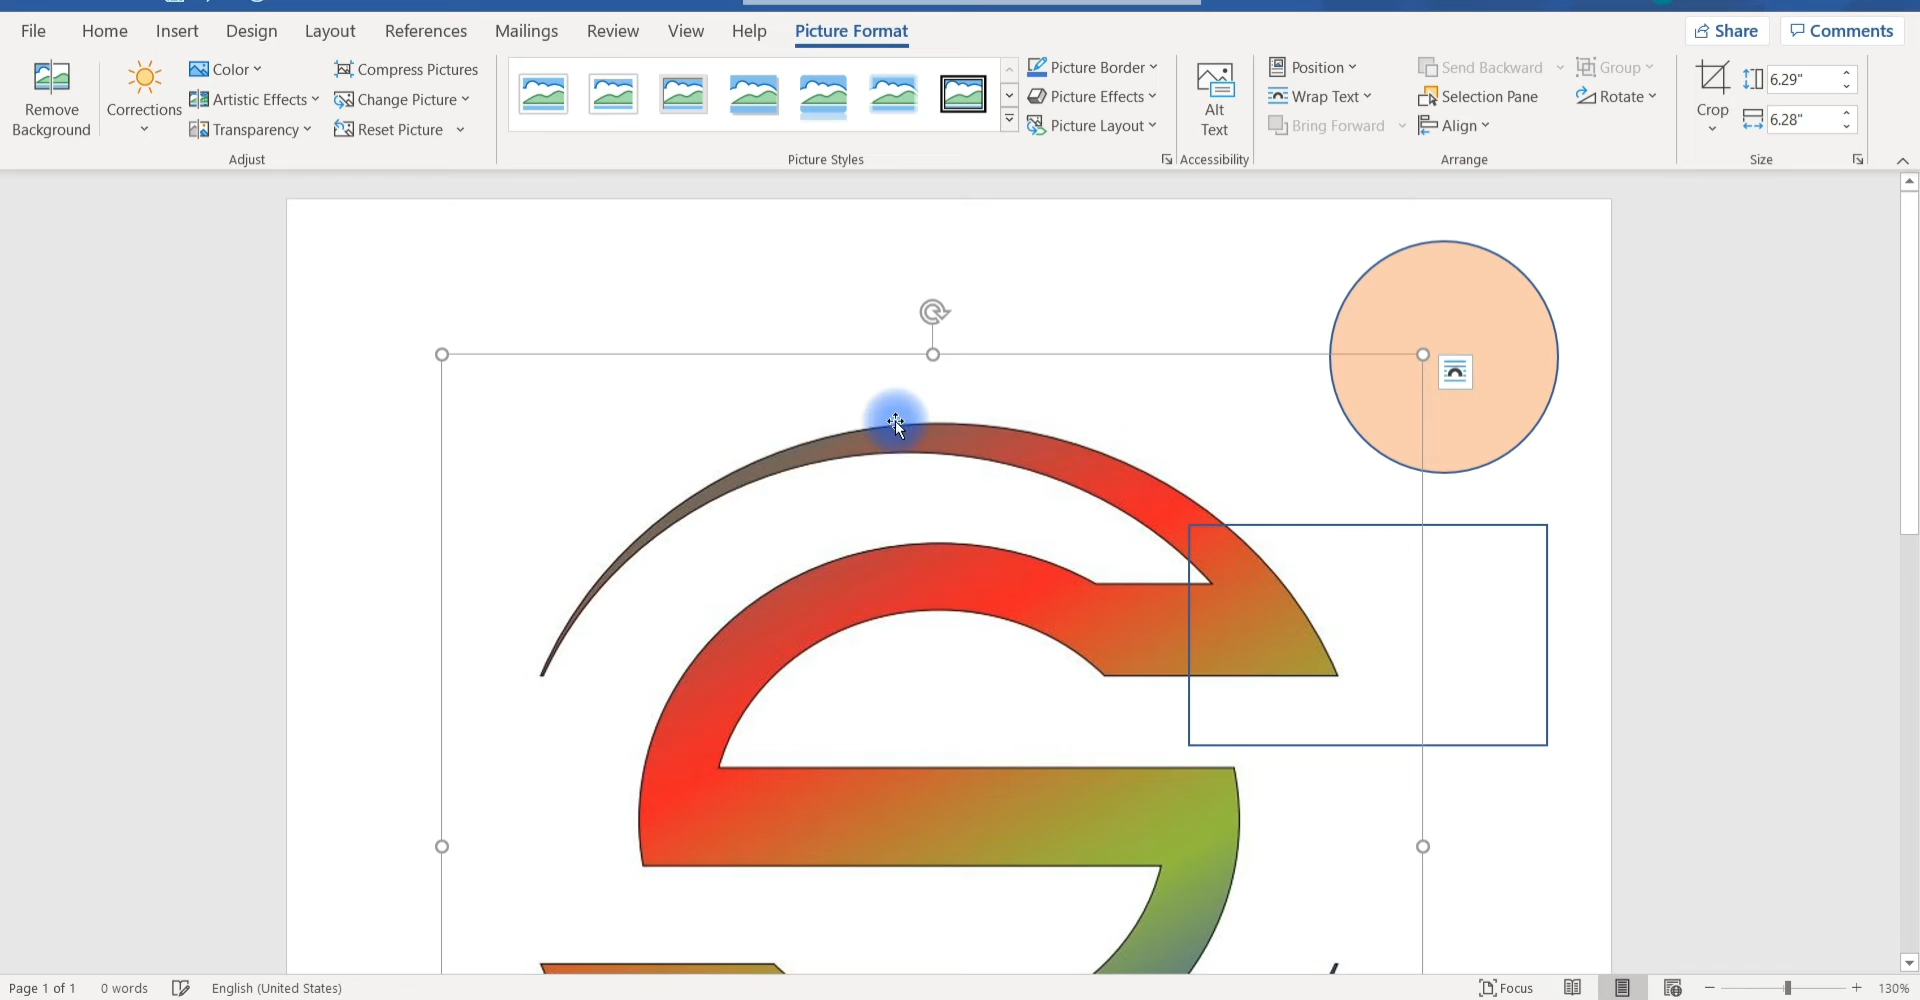 File Home Insert Design Layout References Mailings Review View Help Picture Format Share Comments
Remove Background
Corrections
Color
Artistic Effects
Transparency
Compress Pictures
Change Picture
Reset Picture
Adjust
Picture Border
Picture Effects
Picture Layout
Picture Styles
Alt Text
Accessibility
Position
Wrap Text
Bring Forward
Send Backward
Selection Pane
Align
Group
Rotate
Arrange
Crop
6.29"
6.28"
Size
Page 1 of 1 0 words English (United States) Focus 130%